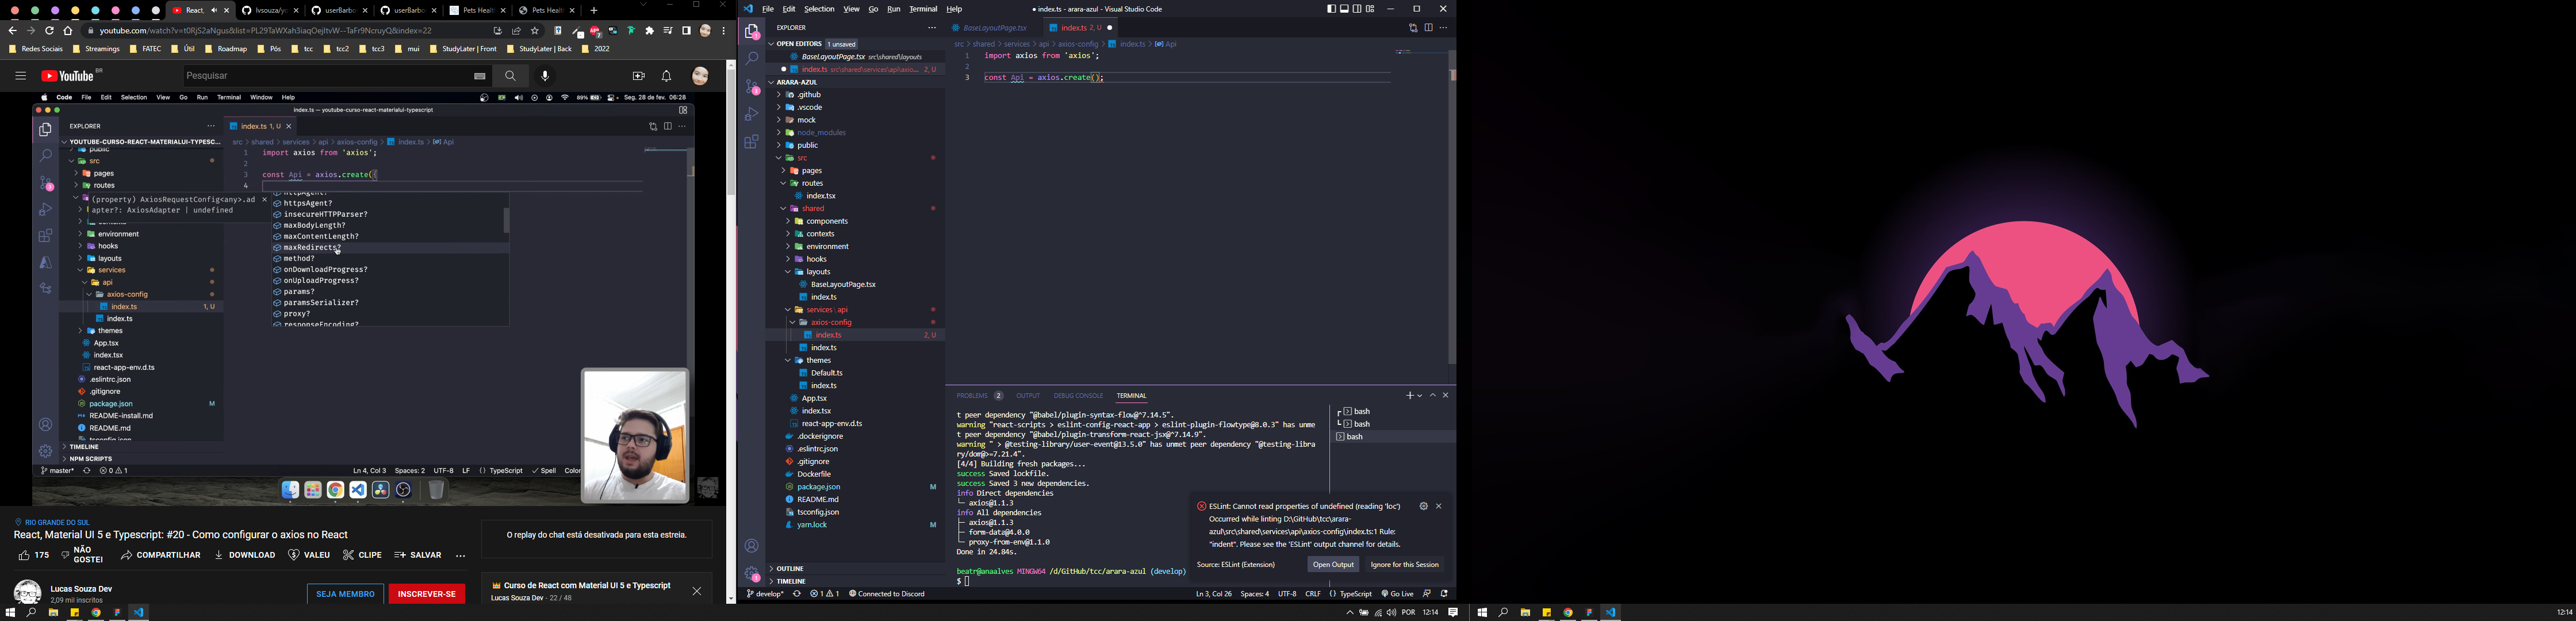 React,
lvsouza/yo
userBarbo
userBarbo
Pets Healt
Pets Healt
youtube.com/watch?v=t0RjS2aNgus&list=PL29TaWXah3iaqOejItvW--TaFr9NcruyQ&index=22
Redes Sociais
Streamings
FATEC
Útil
Roadmap
Pós
tcc
tcc2
tcc3
mui
StudyLater | Front
StudyLater | Back
2022
YouTube BR
Pesquisar
Code File Edit Selection View Go Run Terminal Window Help
69% Seg. 28 de fev. 06:28
index.ts — youtube-curso-react-materialui-typescript
EXPLORER
index.ts 1, U
YOUTUBE-CURSO-REACT-MATERIALUI-TYPESC...
src > shared > services > api > axios-config > index.ts > Api
public
src
pages
routes
(property) AxiosRequestConfig<any>.ad
apter?: AxiosAdapter | undefined
environment
hooks
layouts
services
api
axios-config
index.ts 1, U
index.ts
themes
App.tsx
index.tsx
react-app-env.d.ts
.eslintrc.json
.gitignore
package.json M
README-install.md
README.md
tsconfig.json
TIMELINE
NPM SCRIPTS
1 import axios from 'axios';
2
3 const Api = axios.create({
4
httpAgent?
httpsAgent?
insecureHTTPParser?
maxBodyLength?
maxContentLength?
maxRedirects?
method?
onDownloadProgress?
onUploadProgress?
params?
paramsSerializer?
proxy?
responseEncoding?
master* 0 1 Ln 4, Col 3 Spaces: 2 UTF-8 LF TypeScript Spell Color
RIO GRANDE DO SUL
React, Material UI 5 e Typescript: #20 - Como configurar o axios no React
175
NÃO GOSTEI
COMPARTILHAR
DOWNLOAD
VALEU
CLIPE
SALVAR
Lucas Souza Dev
2,09 mil inscritos
SEJA MEMBRO
INSCREVER-SE
O replay do chat está desativada para esta estreia.
Curso de React com Material UI 5 e Typescript
Lucas Souza Dev - 22 / 48
File Edit Selection View Go Run Terminal Help
● index.ts - arara-azul - Visual Studio Code
EXPLORER
OPEN EDITORS 1 unsaved
BaseLayoutPage.tsx src\shared\layouts
index.ts src\shared\services\api\axio... 2, U
ARARA-AZUL
.github
.vscode
mock
node_modules
public
src
pages
routes
index.tsx
shared
components
contexts
environment
hooks
layouts
BaseLayoutPage.tsx
index.ts
services \ api
axios-config
index.ts 2, U
index.ts
themes
Default.ts
index.ts
App.tsx
index.tsx
react-app-env.d.ts
.dockerignore
.eslintrc.json
.gitignore
Dockerfile
package.json M
README.md
tsconfig.json
yarn.lock M
OUTLINE
TIMELINE
BaseLayoutPage.tsx
index.ts 2, U
src > shared > services > api > axios-config > index.ts > Api
1 import axios from 'axios';
2
3 const Api = axios.create();
PROBLEMS 2 OUTPUT DEBUG CONSOLE TERMINAL
t peer dependency "@babel/plugin-syntax-flow@^7.14.5".
warning "react-scripts > eslint-config-react-app > eslint-plugin-flowtype@8.0.3" has unme
t peer dependency "@babel/plugin-transform-react-jsx@^7.14.9".
warning " > @testing-library/user-event@13.5.0" has unmet peer dependency "@testing-libra
ry/dom@>=7.21.4".
[4/4] Building fresh packages...
success Saved lockfile.
success Saved 3 new dependencies.
info Direct dependencies
└─ axios@1.1.3
info All dependencies
├─ axios@1.1.3
├─ form-data@4.0.0
└─ proxy-from-env@1.1.0
Done in 24.84s.
beatr@anaalves MINGW64 /d/GitHub/tcc/arara-azul (develop)
$
bash
bash
bash
ESLint: Cannot read properties of undefined (reading 'loc')
Occurred while linting D:\GitHub\tcc\arara-
azul\src\shared\services\api\axios-config\index.ts:1 Rule:
"indent". Please see the 'ESLint' output channel for details.
Source: ESLint (Extension)
Open Output
Ignore for this Session
develop* 1 1 Connected to Discord
Ln 3, Col 26 Spaces: 4 UTF-8 CRLF TypeScript Go Live
POR 12:14
12:14